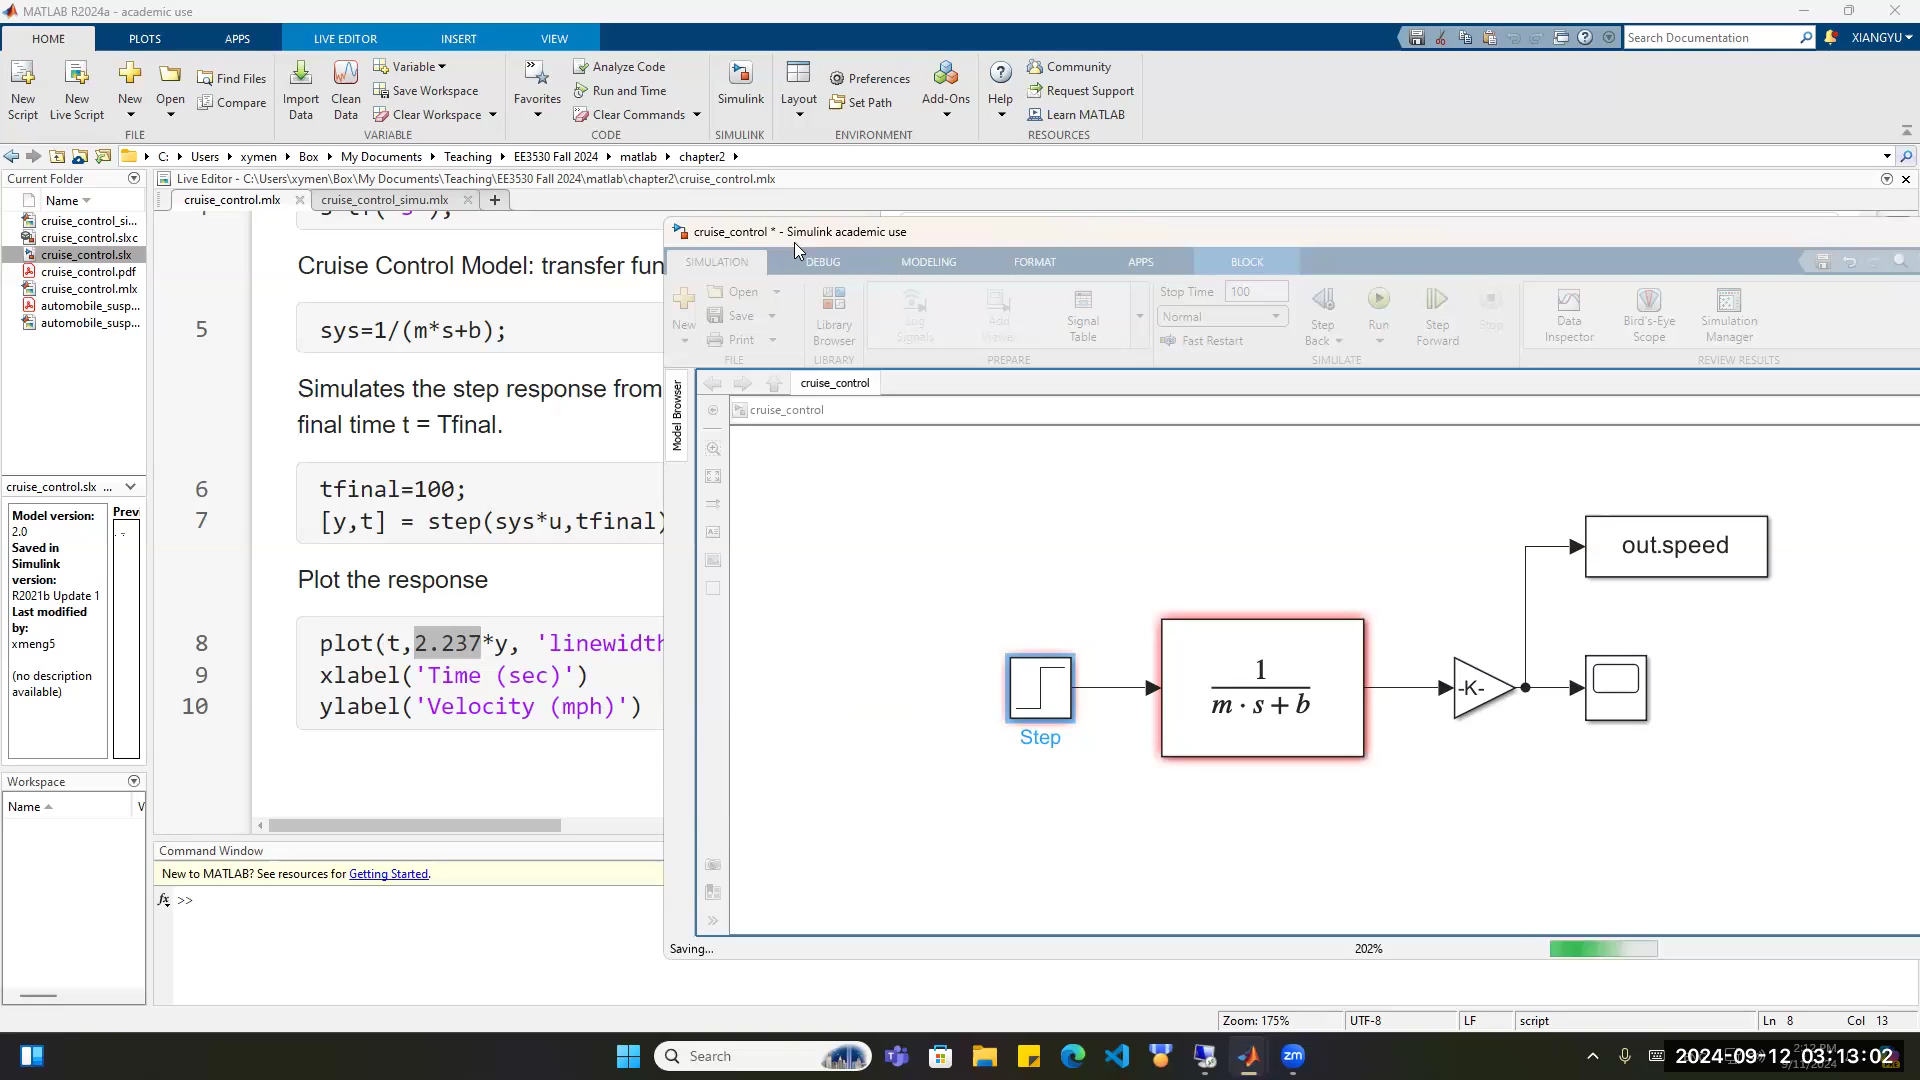 MATLAB R2024a - academic use
HOME PLOTS APPS LIVE EDITOR INSERT VIEW
Search Documentation
XIANGYU
New Script
New Live Script
New
Open
Find Files
Compare
FILE
Import Data
Clean Data
Variable
Save Workspace
Clear Workspace
VARIABLE
Favorites
Analyze Code
Run and Time
Clear Commands
CODE
Simulink
SIMULINK
Layout
Preferences
Set Path
Add-Ons
ENVIRONMENT
Help
Community
Request Support
Learn MATLAB
RESOURCES
C: Users xymen Box My Documents Teaching EE3530 Fall 2024 matlab chapter2
Current Folder
Name
cruise_control_si...
cruise_control.slxc
cruise_control.slx
cruise_control.pdf
cruise_control.mlx
automobile_susp...
automobile_susp...
cruise_control.slx ...
Model version:
2.0
Saved in
Simulink
version:
R2021b Update 1
Last modified
by:
xmeng5
(no description
available)
Prev
Workspace
Name
V
Live Editor - C:\Users\xymen\Box\My Documents\Teaching\EE3530 Fall 2024\matlab\chapter2\cruise_control.mlx
cruise_control.mlx cruise_control_simu.mlx
Cruise Control Model: transfer fun
5 sys=1/(m*s+b);
Simulates the step response from
final time t = Tfinal.
6 tfinal=100;
7 [y,t] = step(sys*u,tfinal)
Plot the response
8 plot(t,2.237*y, 'linewidth
9 xlabel('Time (sec)')
10 ylabel('Velocity (mph)')
Command Window
New to MATLAB? See resources for Getting Started.
fx >>
cruise_control * - Simulink academic use
SIMULATION DEBUG MODELING FORMAT APPS BLOCK
New
Open
Save
Print
FILE
Library Browser
LIBRARY
Log Signals
Add Viewer
Signal Table
PREPARE
Stop Time 100
Normal
Fast Restart
Step Back
Run
Step Forward
Stop
SIMULATE
Data Inspector
Bird's-Eye Scope
Simulation Manager
REVIEW RESULTS
Model Browser
cruise_control
cruise_control
out.speed
1
m · s + b
-K-
Step
Saving...
202%
Zoom: 175% UTF-8 LF script Ln 8 Col 13
Search
zm
2024-09-12 03:13:02